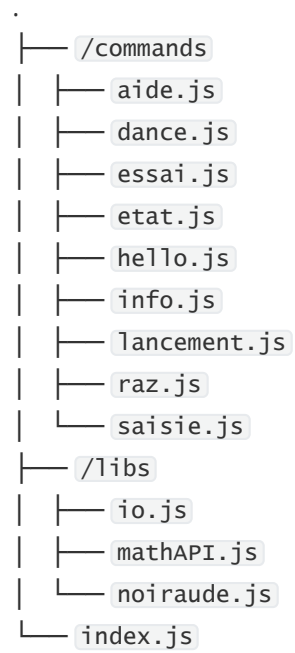 .
├── /commands
│   ├── aide.js
│   ├── dance.js
│   ├── essai.js
│   ├── etat.js
│   ├── hello.js
│   ├── info.js
│   ├── lancement.js
│   ├── raz.js
│   └── saisie.js
├── /libs
│   ├── io.js
│   ├── mathAPI.js
│   └── noiraude.js
└── index.js